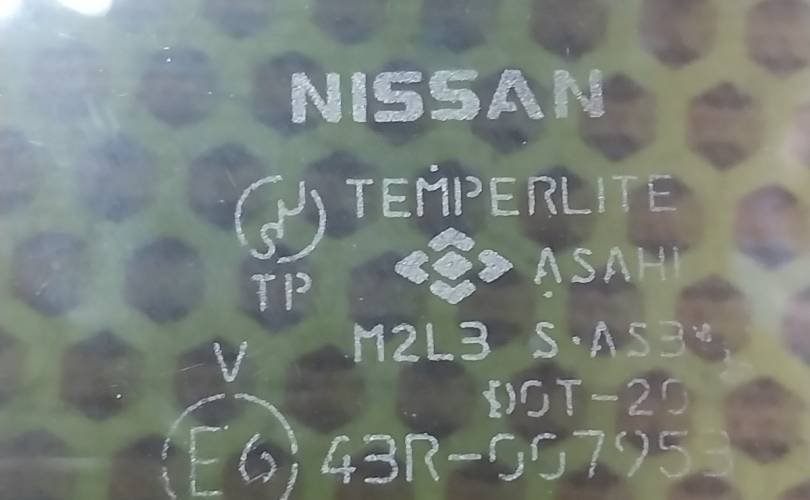 NISSAN
TEMPERLITE
TP
ASAHI
M2L3 S·AS3
V
DOT-20
E6 43R-007953